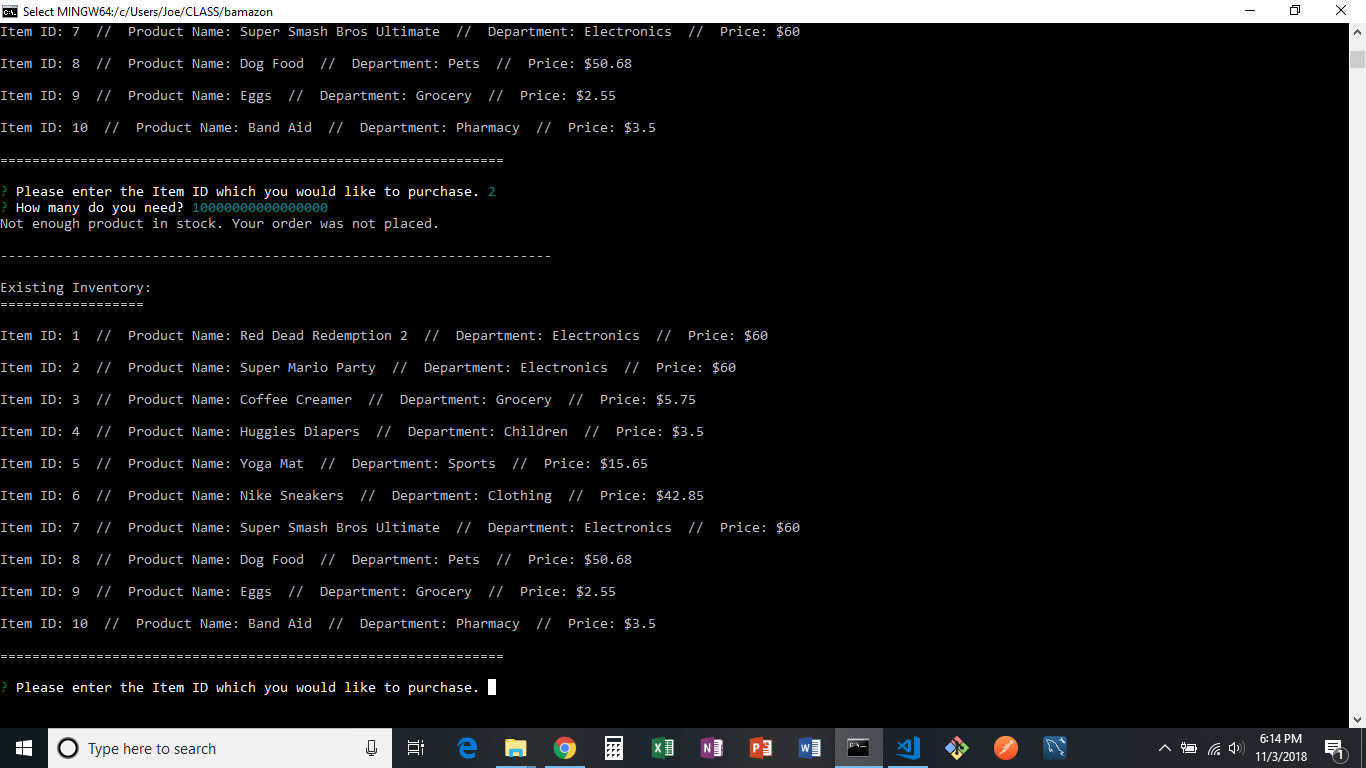 Select MINGW64:/c/Users/Joe/CLASS/bamazon
Item ID: 7  //  Product Name: Super Smash Bros Ultimate  //  Department: Electronics  //  Price: $60
Item ID: 8  //  Product Name: Dog Food  //  Department: Pets  //  Price: $50.68
Item ID: 9  //  Product Name: Eggs  //  Department: Grocery  //  Price: $2.55
Item ID: 10  //  Product Name: Band Aid  //  Department: Pharmacy  //  Price: $3.5
===============================================================
? Please enter the Item ID which you would like to purchase. 2
? How many do you need? 10000000000000000
Not enough product in stock. Your order was not placed.
---------------------------------------------------------------------
Existing Inventory:
==================
Item ID: 1  //  Product Name: Red Dead Redemption 2  //  Department: Electronics  //  Price: $60
Item ID: 2  //  Product Name: Super Mario Party  //  Department: Electronics  //  Price: $60
Item ID: 3  //  Product Name: Coffee Creamer  //  Department: Grocery  //  Price: $5.75
Item ID: 4  //  Product Name: Huggies Diapers  //  Department: Children  //  Price: $3.5
Item ID: 5  //  Product Name: Yoga Mat  //  Department: Sports  //  Price: $15.65
Item ID: 6  //  Product Name: Nike Sneakers  //  Department: Clothing  //  Price: $42.85
Item ID: 7  //  Product Name: Super Smash Bros Ultimate  //  Department: Electronics  //  Price: $60
Item ID: 8  //  Product Name: Dog Food  //  Department: Pets  //  Price: $50.68
Item ID: 9  //  Product Name: Eggs  //  Department: Grocery  //  Price: $2.55
Item ID: 10  //  Product Name: Band Aid  //  Department: Pharmacy  //  Price: $3.5
===============================================================
? Please enter the Item ID which you would like to purchase.
Type here to search
6:14 PM
11/3/2018
1